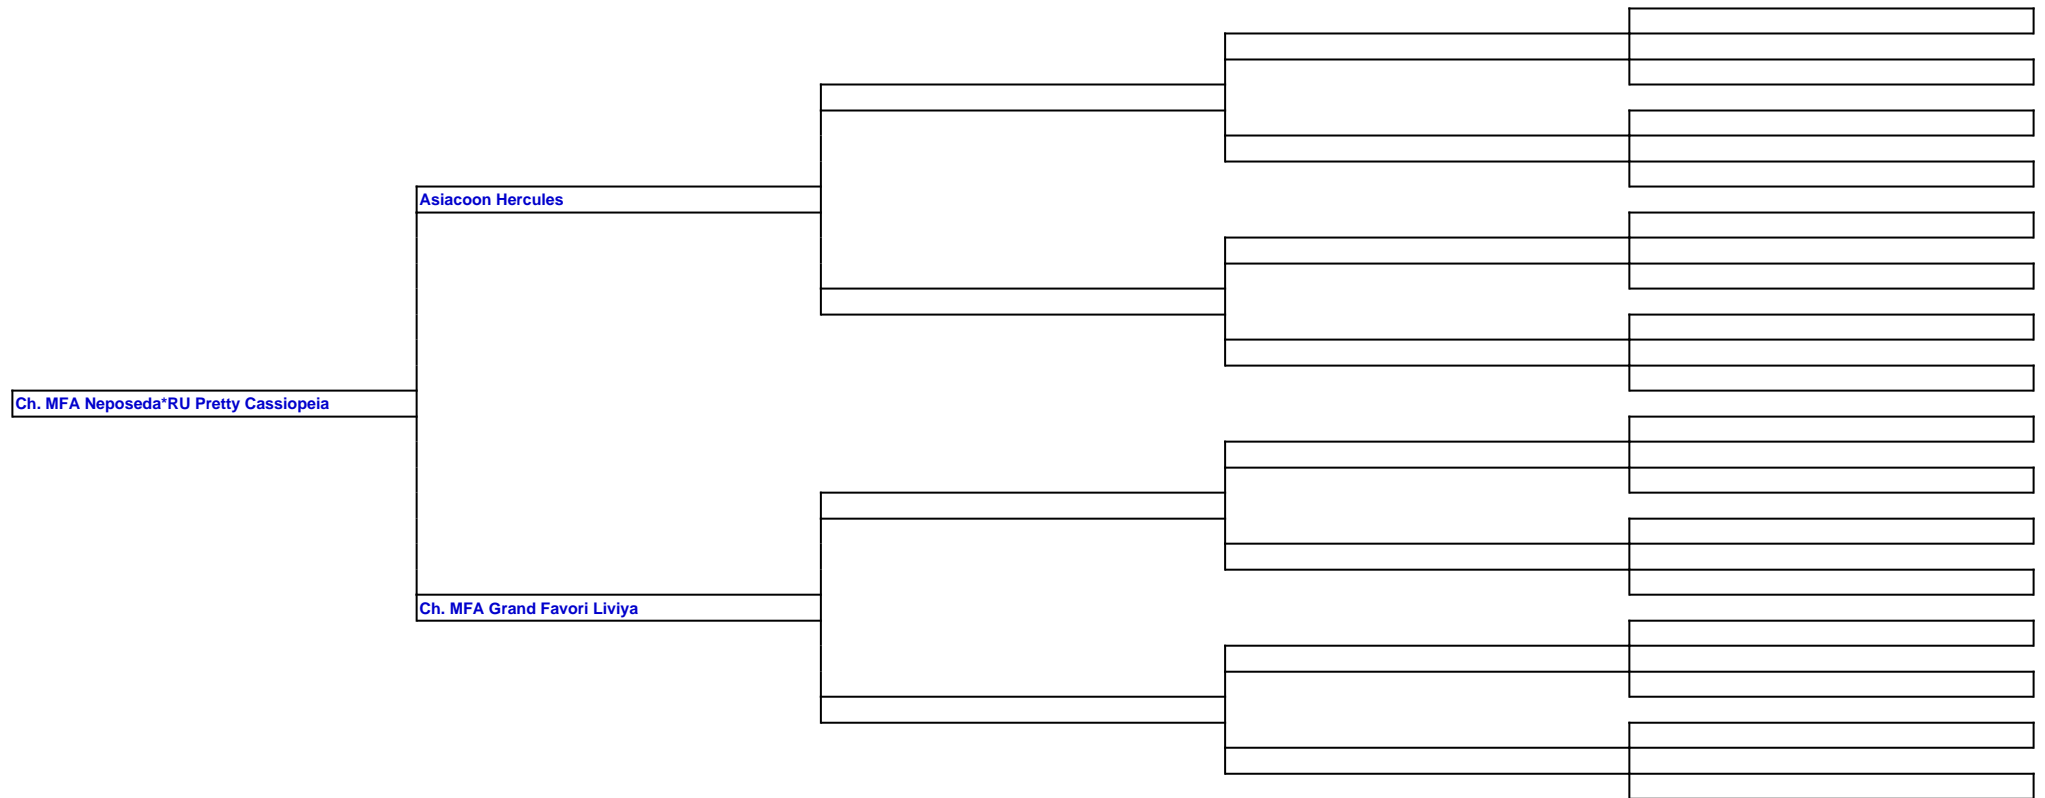 Asiacoon Hercules
Ch. MFA Neposeda*RU Pretty Cassiopeia
Ch. MFA Grand Favori Liviya